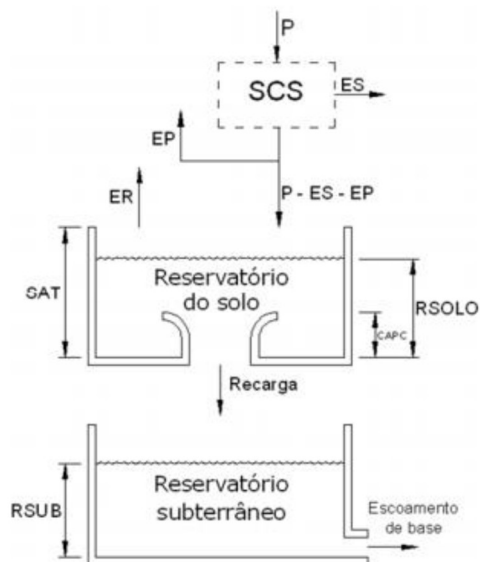 P
SCS
ES
EP
P - ES - EP
ER
SAT
Reservatório
do solo
RSOLO
CAPC
Recarga
RSUB
Reservatório
subterrâneo
Escoamento
de base